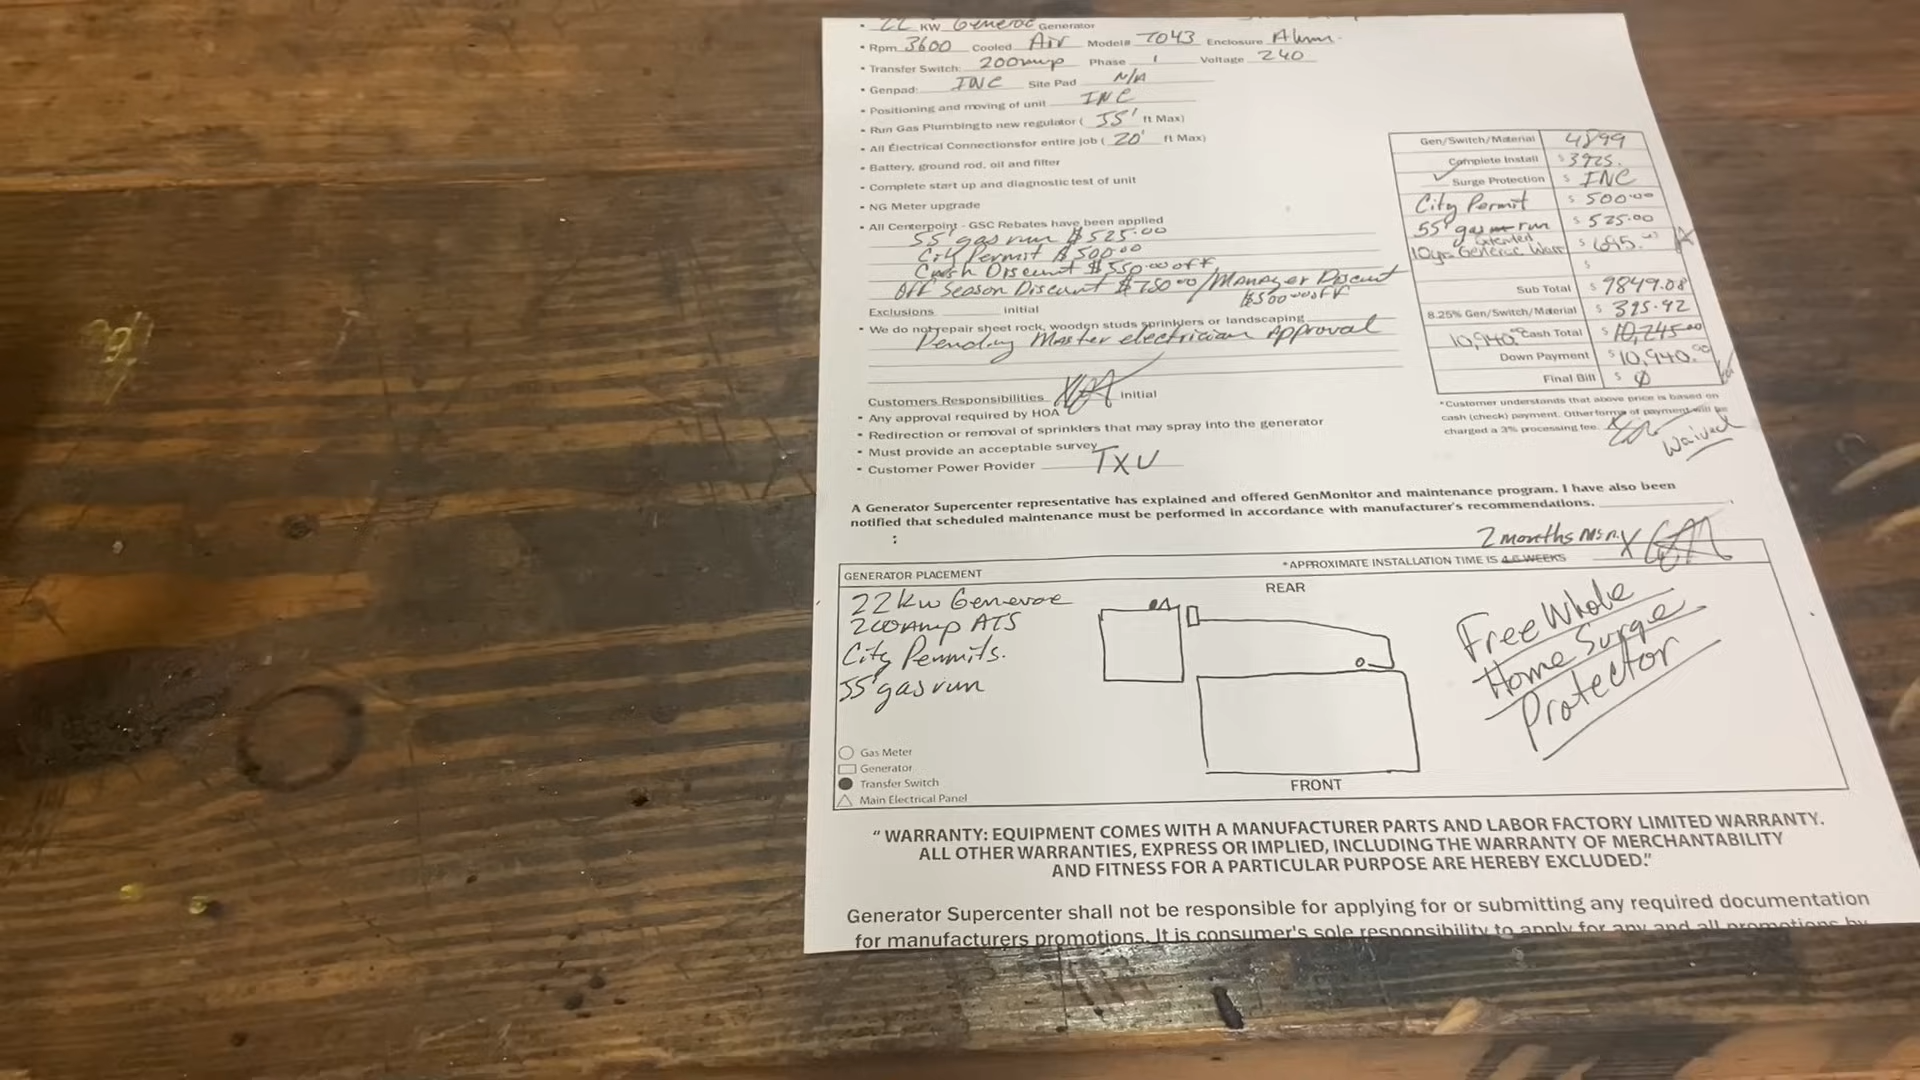 • 22 KW Generac Generator
• Rpm 3600 Cooled Air Model# 7043 Enclosure Alum.
• Transfer Switch: 200amp Phase 1 Voltage 240
• Genpad: INC Site Pad N/A
• Positioning and moving of unit INC
• Run Gas Plumbing to new regulator ( 55' ft Max)
• All Electrical Connectionsfor entire job ( 20' ft Max)
• Battery, ground rod, oil and filter
• Complete start up and diagnostic test of unit
• NG Meter upgrade
• All Centerpoint - GSC Rebates have been applied
55' gas run $525.00
City Permit $500.00
Cash Discount $550.00 off
Off Season Discount $750.00/Manager Discout
$500.00 off
Exclusions initial
• We do not repair sheet rock, wooden studs sprinklers or landscaping
Pending Master electrician Approval
Customers Responsibilities initial
• Any approval required by HOA
• Redirection or removal of sprinklers that may spray into the generator
• Must provide an acceptable survey
• Customer Power Provider TXU
Gen/Switch/Material 4899
Complete Install $ 3925.
✓ Surge Protection $ INC
City Permit $ 500.00
55' gas run $ 525.00
10yr Generac Warr $ 695.
$
Sub Total $ 9849.08
8.25% Gen/Switch/Material $ 395.92
10,940.00 Cash Total $ 10,245.00
Down Payment $ 10,940.00
Final Bill $ 0
*Customer understands that above price is based on
cash (check) payment. Other forms of payment will be
charged a 3% processing fee.
Waived
A Generator Supercenter representative has explained and offered GenMonitor and maintenance program. I have also been
notified that scheduled maintenance must be performed in accordance with manufacturer's recommendations.
:
2 months
*APPROXIMATE INSTALLATION TIME IS 4-6 WEEKS
GENERATOR PLACEMENT
REAR
22kw Generac
200Amp ATS
City Permits.
55' gas run
Free Whole
Home Surge
Protector
Gas Meter
Generator
Transfer Switch
Main Electrical Panel
FRONT
“ WARRANTY: EQUIPMENT COMES WITH A MANUFACTURER PARTS AND LABOR FACTORY LIMITED WARRANTY.
ALL OTHER WARRANTIES, EXPRESS OR IMPLIED, INCLUDING THE WARRANTY OF MERCHANTABILITY
AND FITNESS FOR A PARTICULAR PURPOSE ARE HEREBY EXCLUDED.”
Generator Supercenter shall not be responsible for applying for or submitting any required documentation
for manufacturers promotions. It is consumer's sole responsibility to apply for any and all promotions by